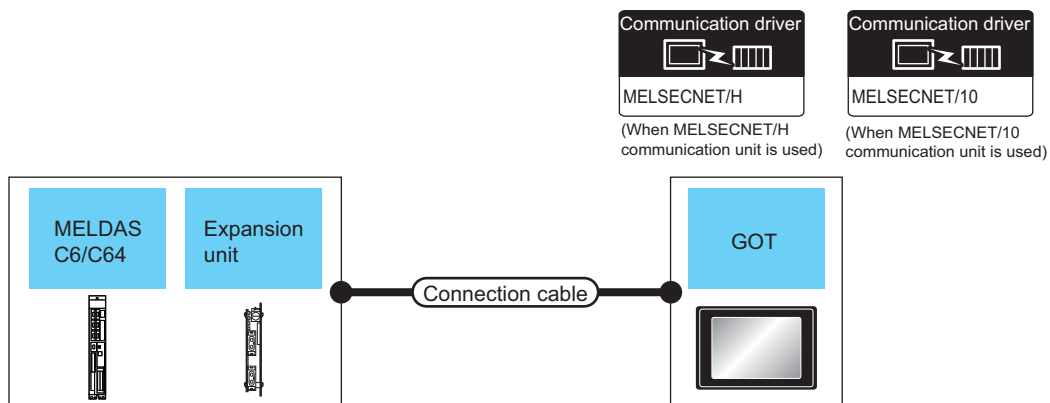 Communication driver
MELSECNET/H
(When MELSECNET/H
communication unit is used)
Communication driver
MELSECNET/10
(When MELSECNET/10
communication unit is used)
MELDAS
C6/C64
Expansion
unit
Connection cable
GOT